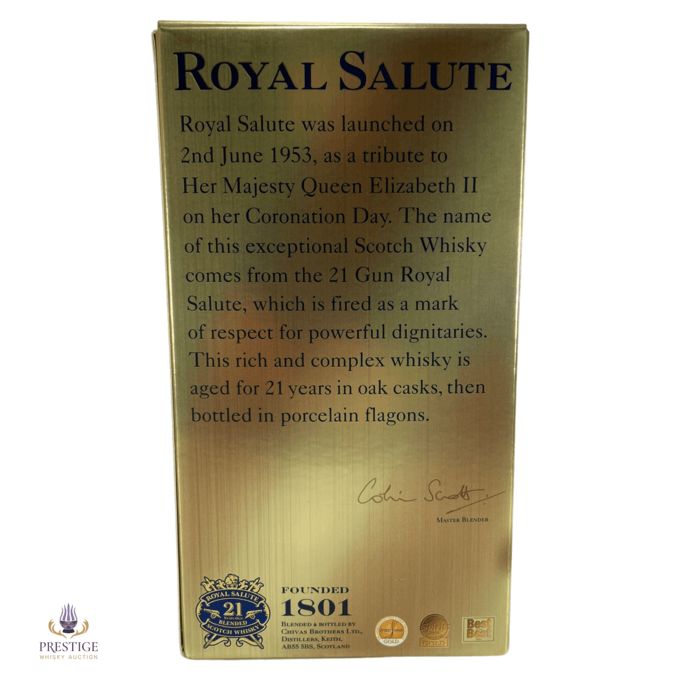 ROYAL SALUTE
Royal Salute was launched on
2nd June 1953, as a tribute to
Her Majesty Queen Elizabeth II
on her Coronation Day. The name
of this exceptional Scotch Whisky
comes from the 21 Gun Royal
Salute, which is fired as a mark
of respect for powerful dignitaries.
This rich and complex whisky is
aged for 21 years in oak casks, then
bottled in porcelain flagons.
Colin Scott
MASTER BLENDER
ROYAL SALUTE
21
BLENDED
SCOTCH WHISKY
FOUNDED
1801
BLENDED & BOTTLED BY
CHIVAS BROTHERS LTD.,
DISTILLERS, KEITH,
AB55 5BS, SCOTLAND
GOLD
Best
Best
PRESTIGE
WHISKY AUCTION